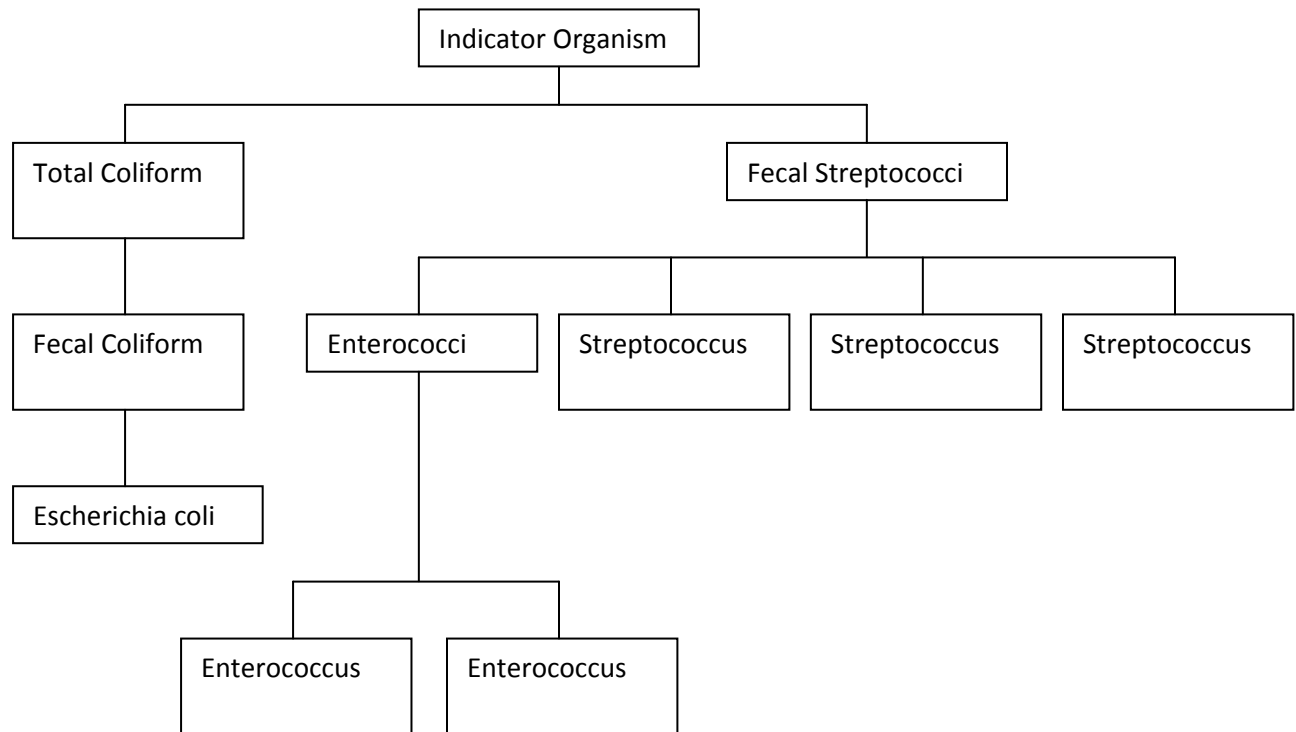 Indicator Organism
Total Coliform
Fecal Streptococci
Fecal Coliform
Enterococci
Streptococcus
Streptococcus
Streptococcus
Escherichia coli
Enterococcus
Enterococcus